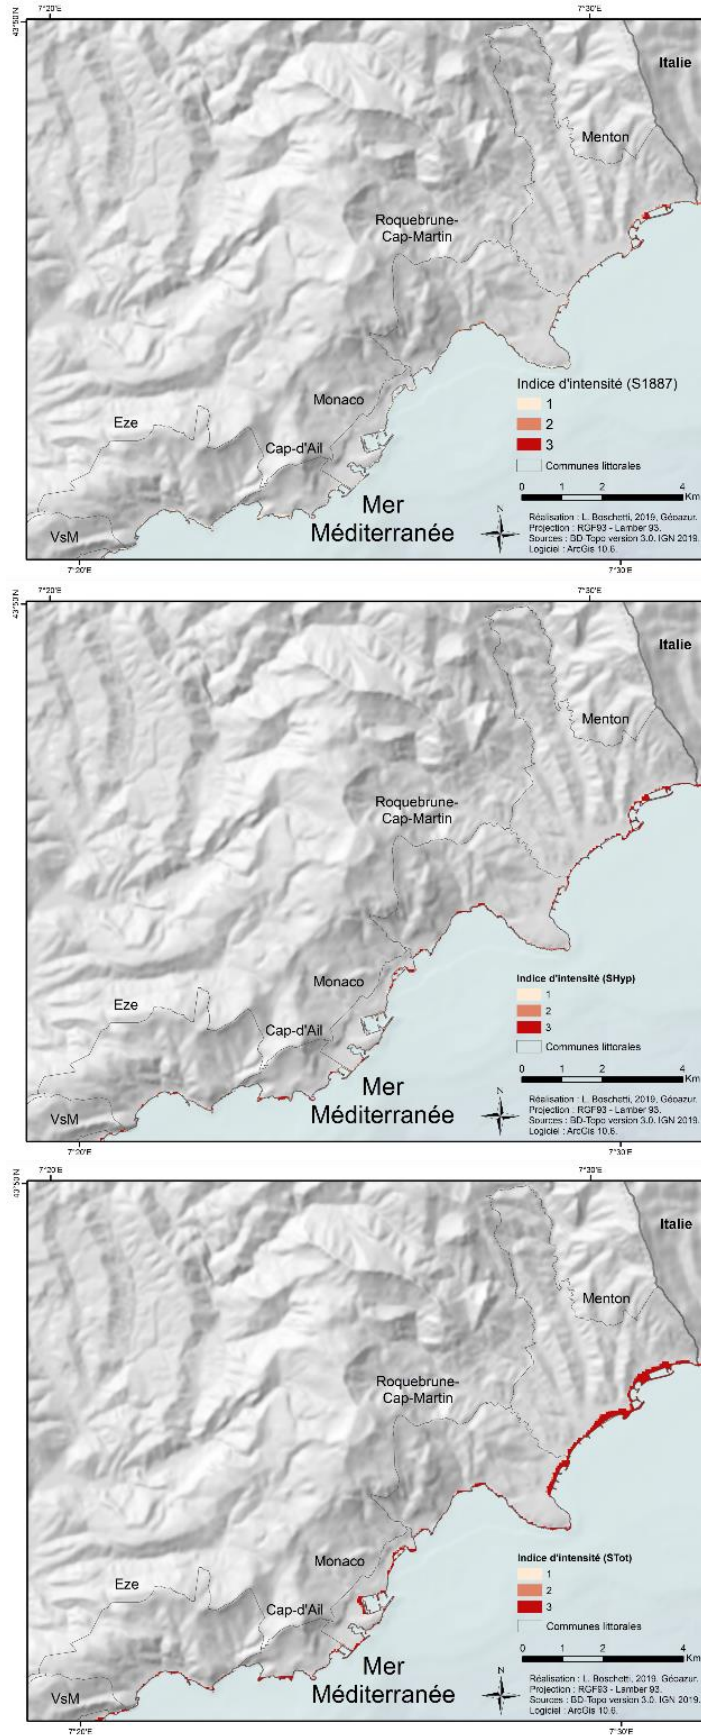 7°20'E
7°30'E
43°50'N
Italie
Menton
Roquebrune-
Cap-Martin
Indice d'intensité (S1887)
Monaco
1
Eze
2
Cap-d'Ail
3
Communes littorales
Mer
Méditerranée
0 1 2 4
Km
VsM
N
Réalisation : L. Boschetti, 2019, Géoazur.
Projection : RGF93 - Lamber 93.
Sources : BD-Topo version 3.0. IGN 2019.
Logiciel : ArcGis 10.6.
7°20'E
7°30'E
7°20'E
7°30'E
43°50'N
Italie
Menton
Roquebrune-
Cap-Martin
Monaco
Indice d'intensité (SHyp)
1
Eze
2
Cap-d'Ail
3
Communes littorales
Mer
Méditerranée
0 1 2 4
Km
VsM
N
Réalisation : L. Boschetti, 2019, Géoazur.
Projection : RGF93 - Lamber 93.
Sources : BD-Topo version 3.0. IGN 2019.
Logiciel : ArcGis 10.6.
7°20'E
7°30'E
7°20'E
7°30'E
43°50'N
Italie
Menton
Roquebrune-
Cap-Martin
Monaco
Indice d'intensité (STot)
1
Eze
2
Cap-d'Ail
3
Communes littorales
Mer
Méditerranée
0 1 2 4
Km
VsM
N
Réalisation : L. Boschetti, 2019, Géoazur.
Projection : RGF93 - Lamber 93.
Sources : BD-Topo version 3.0. IGN 2019.
Logiciel : ArcGis 10.6.
7°20'E
7°30'E